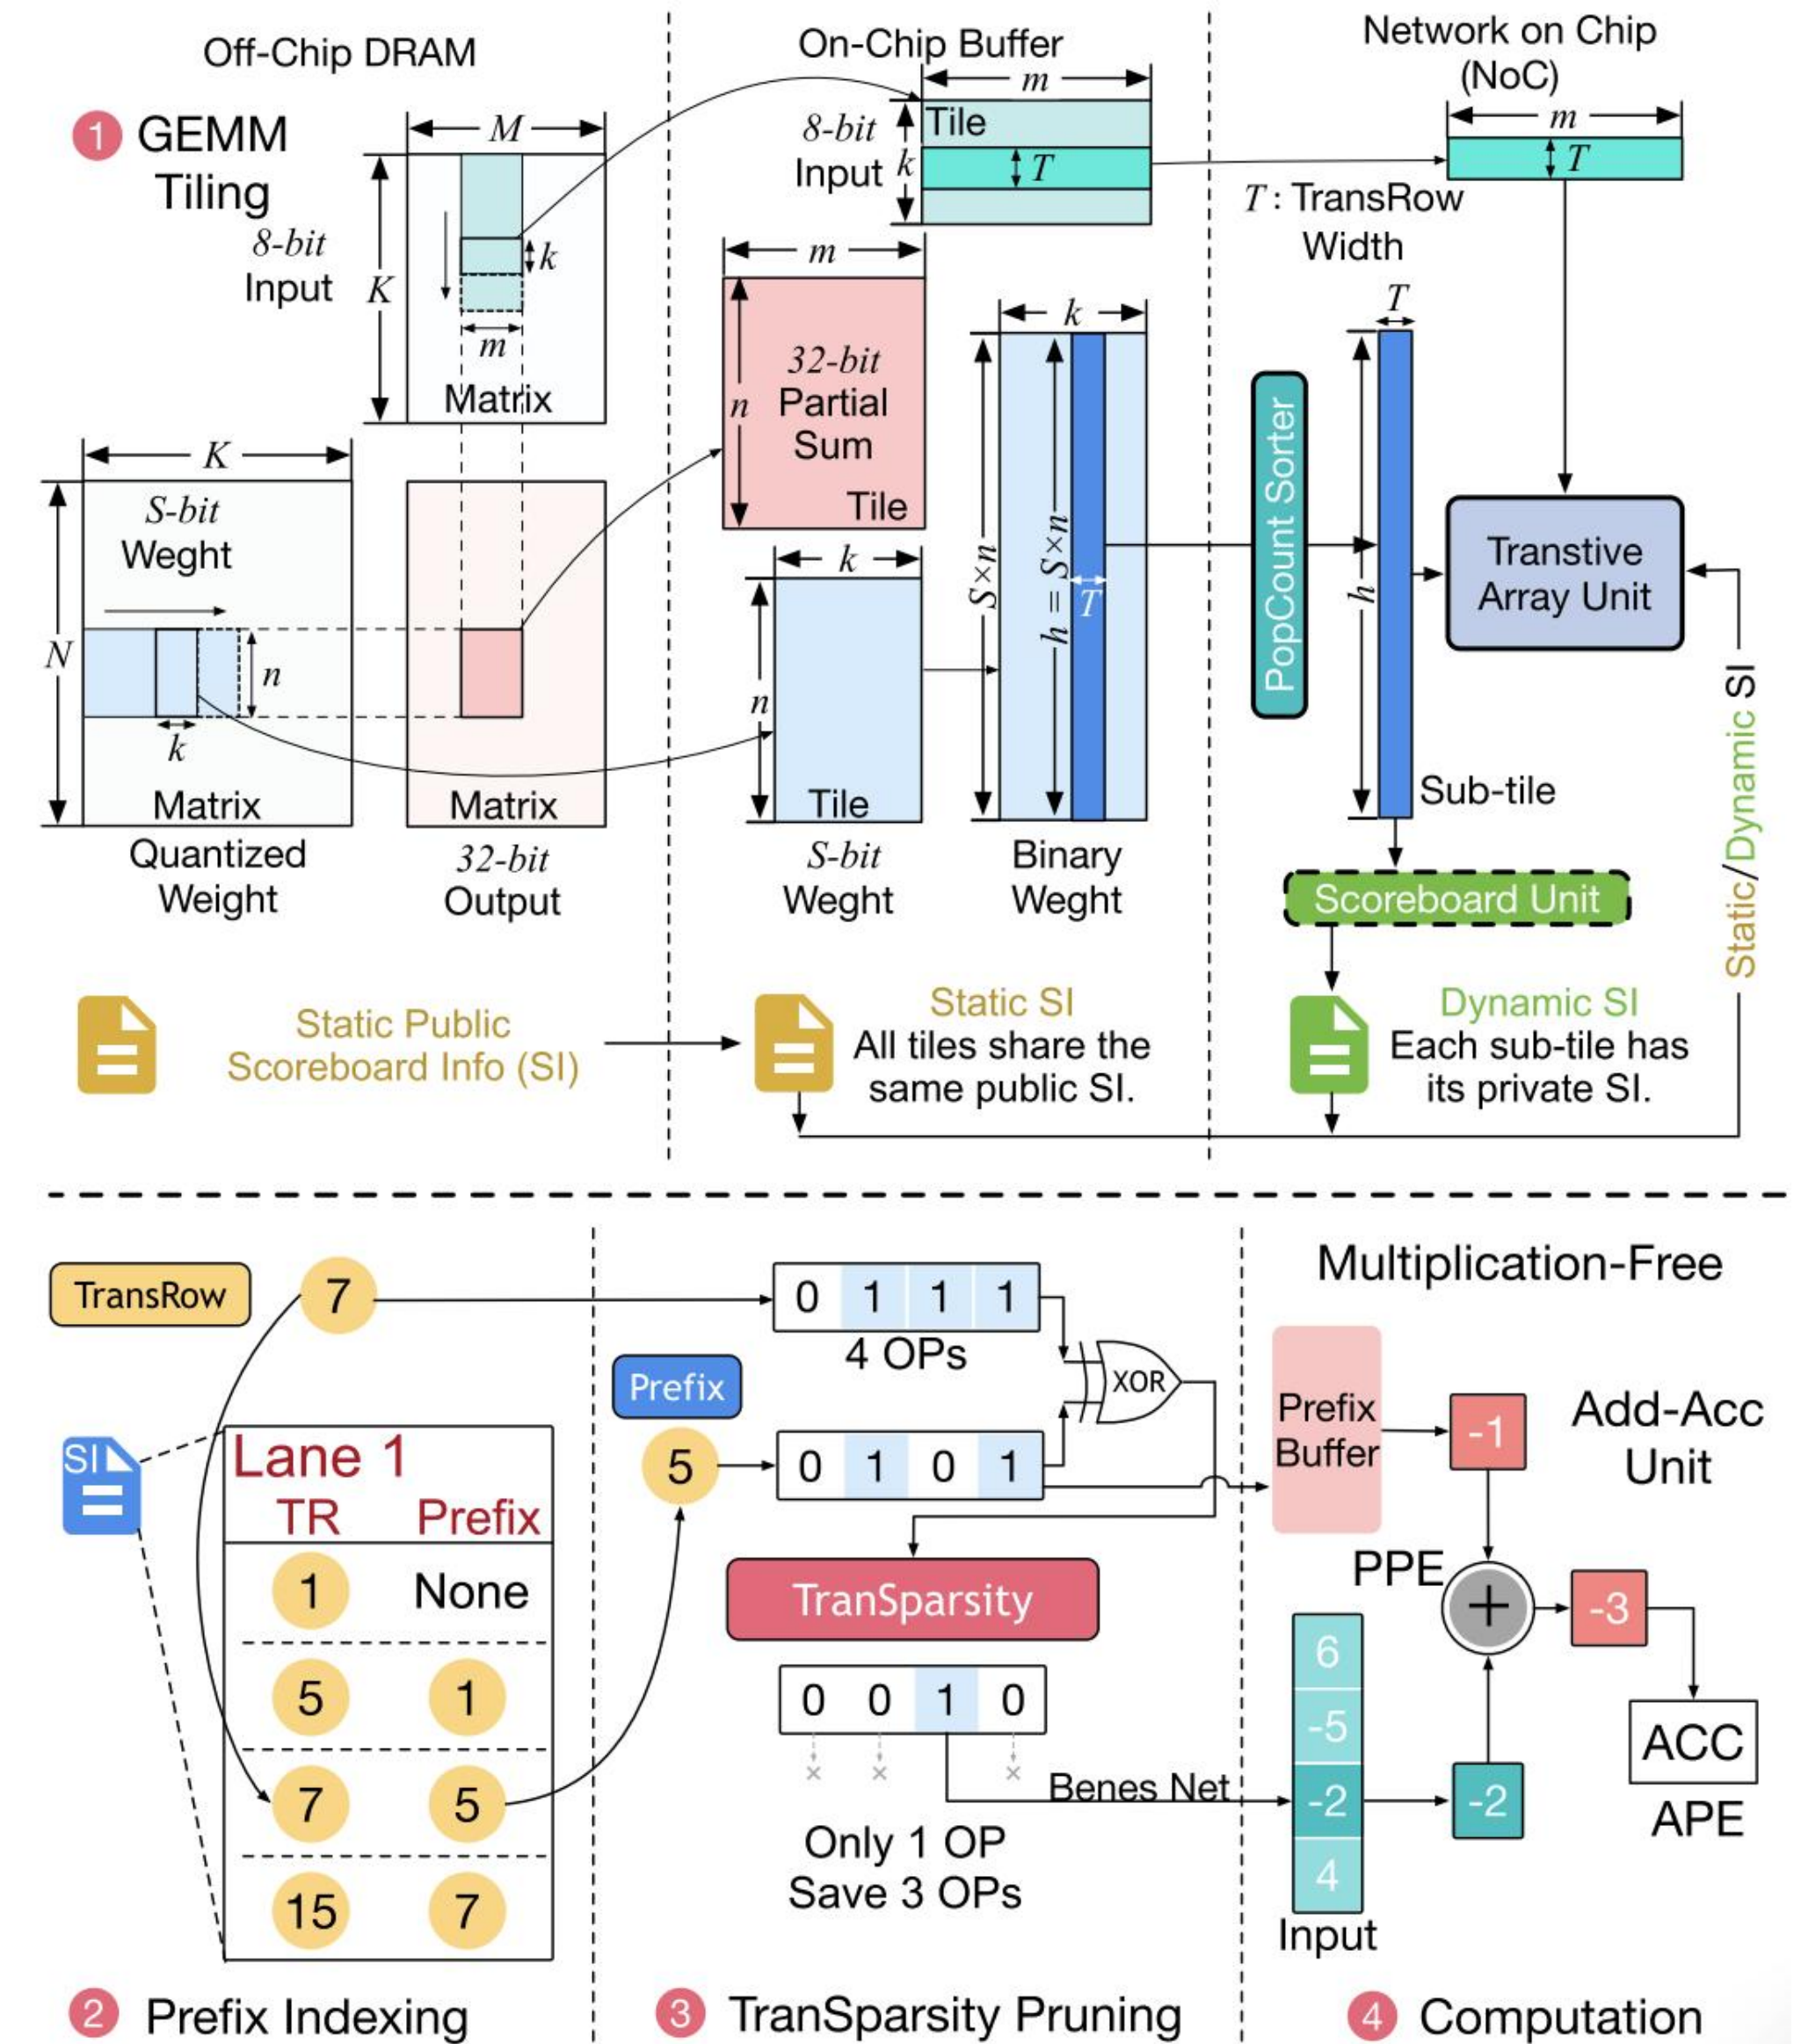 Off-Chip DRAM
1 GEMM
Tiling
M
8-bit
Input
K
k
m
Matrix
K
S-bit
Weght
N
n
k
Matrix
Quantized
Weight
Matrix
32-bit
Output
Static Public
Scoreboard Info (SI)
On-Chip Buffer
m
8-bit
Input
k
Tile
T
m
n
32-bit
Partial
Sum
Tile
k
n
Tile
S-bit
Weght
k
S×n
h = S×n
T
Binary
Weght
Static SI
All tiles share the
same public SI.
Network on Chip
(NoC)
m
T
T : TransRow
Width
T
PopCount Sorter
h
Transtive
Array Unit
Sub-tile
Scoreboard Unit
Dynamic SI
Each sub-tile has
its private SI.
Static/Dynamic SI
TransRow
7
SI
Lane 1
TR Prefix
1 None
5 1
7 5
15 7
2 Prefix Indexing
0 1 1 1
4 OPs
XOR
Prefix
5
0 1 0 1
TranSparsity
0 0 1 0
× × ×
Benes Net
Only 1 OP
Save 3 OPs
3 TranSparsity Pruning
Multiplication-Free
Prefix
Buffer
-1
Add-Acc
Unit
PPE
+
-3
6
-5
-2
4
Input
-2
ACC
APE
4 Computation